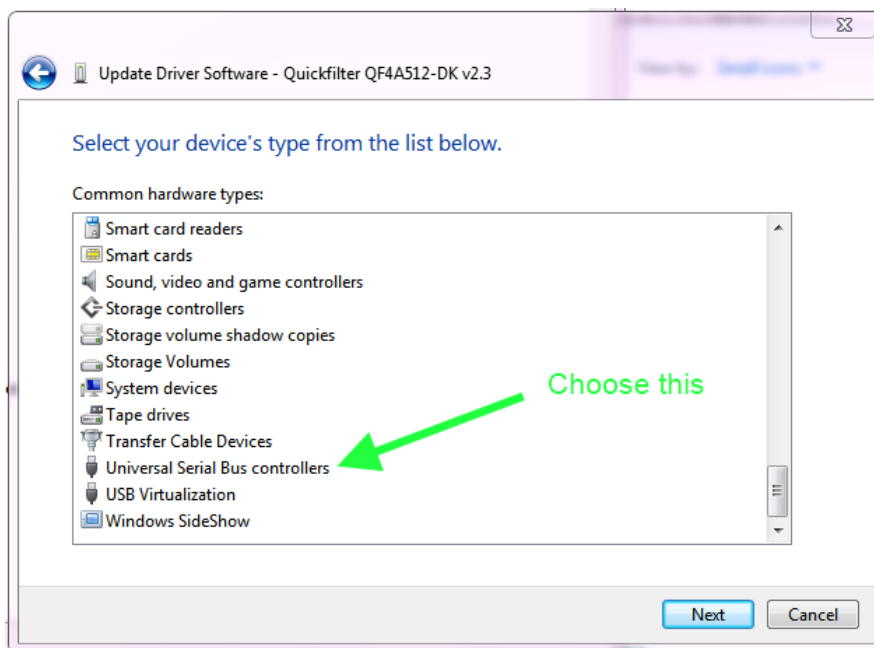 Update Driver Software - Quickfilter QF4A512-DK v2.3
Select your device's type from the list below.
Common hardware types:
Smart card readers
Smart cards
Sound, video and game controllers
Storage controllers
Storage volume shadow copies
Storage Volumes
System devices
Choose this
Tape drives
Transfer Cable Devices
Universal Serial Bus controllers
USB Virtualization
Windows SideShow
Next Cancel